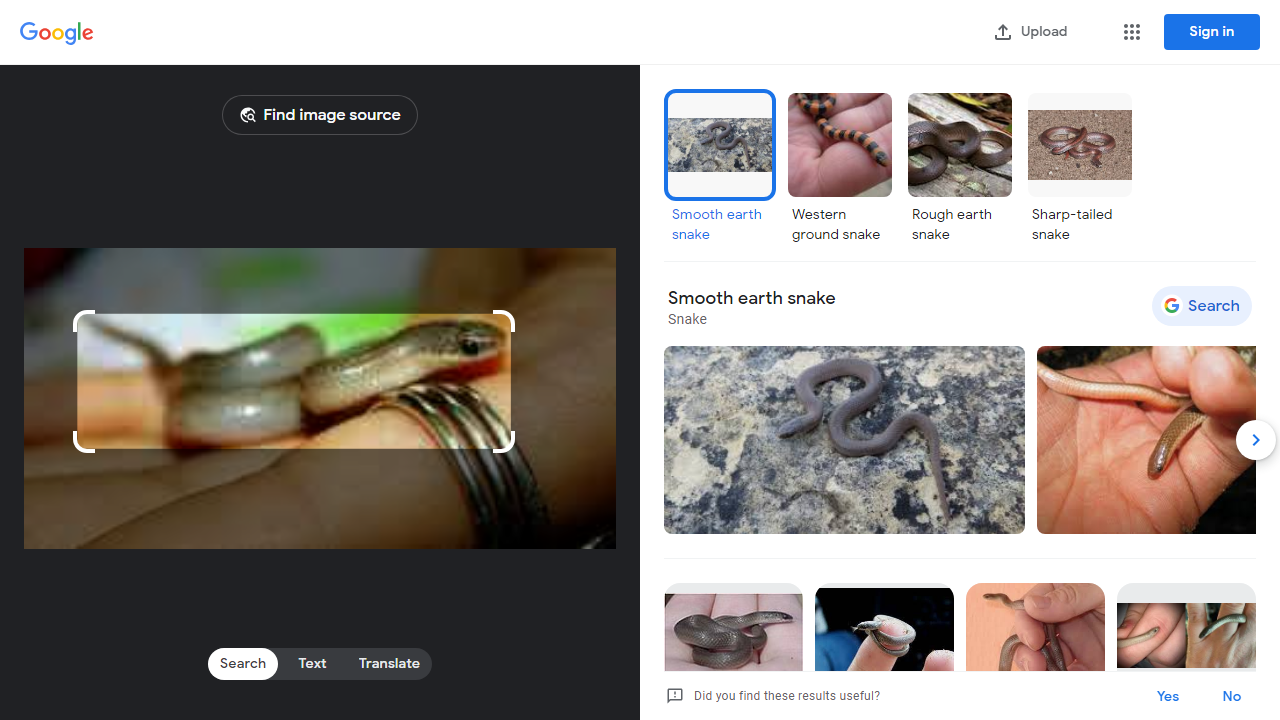 Google
Upload
Sign in
Find image source
Smooth earth
snake
Western
ground snake
Rough earth
snake
Sharp-tailed
snake
Smooth earth snake
Snake
Search
Search
Text
Translate
Did you find these results useful?
Yes
No